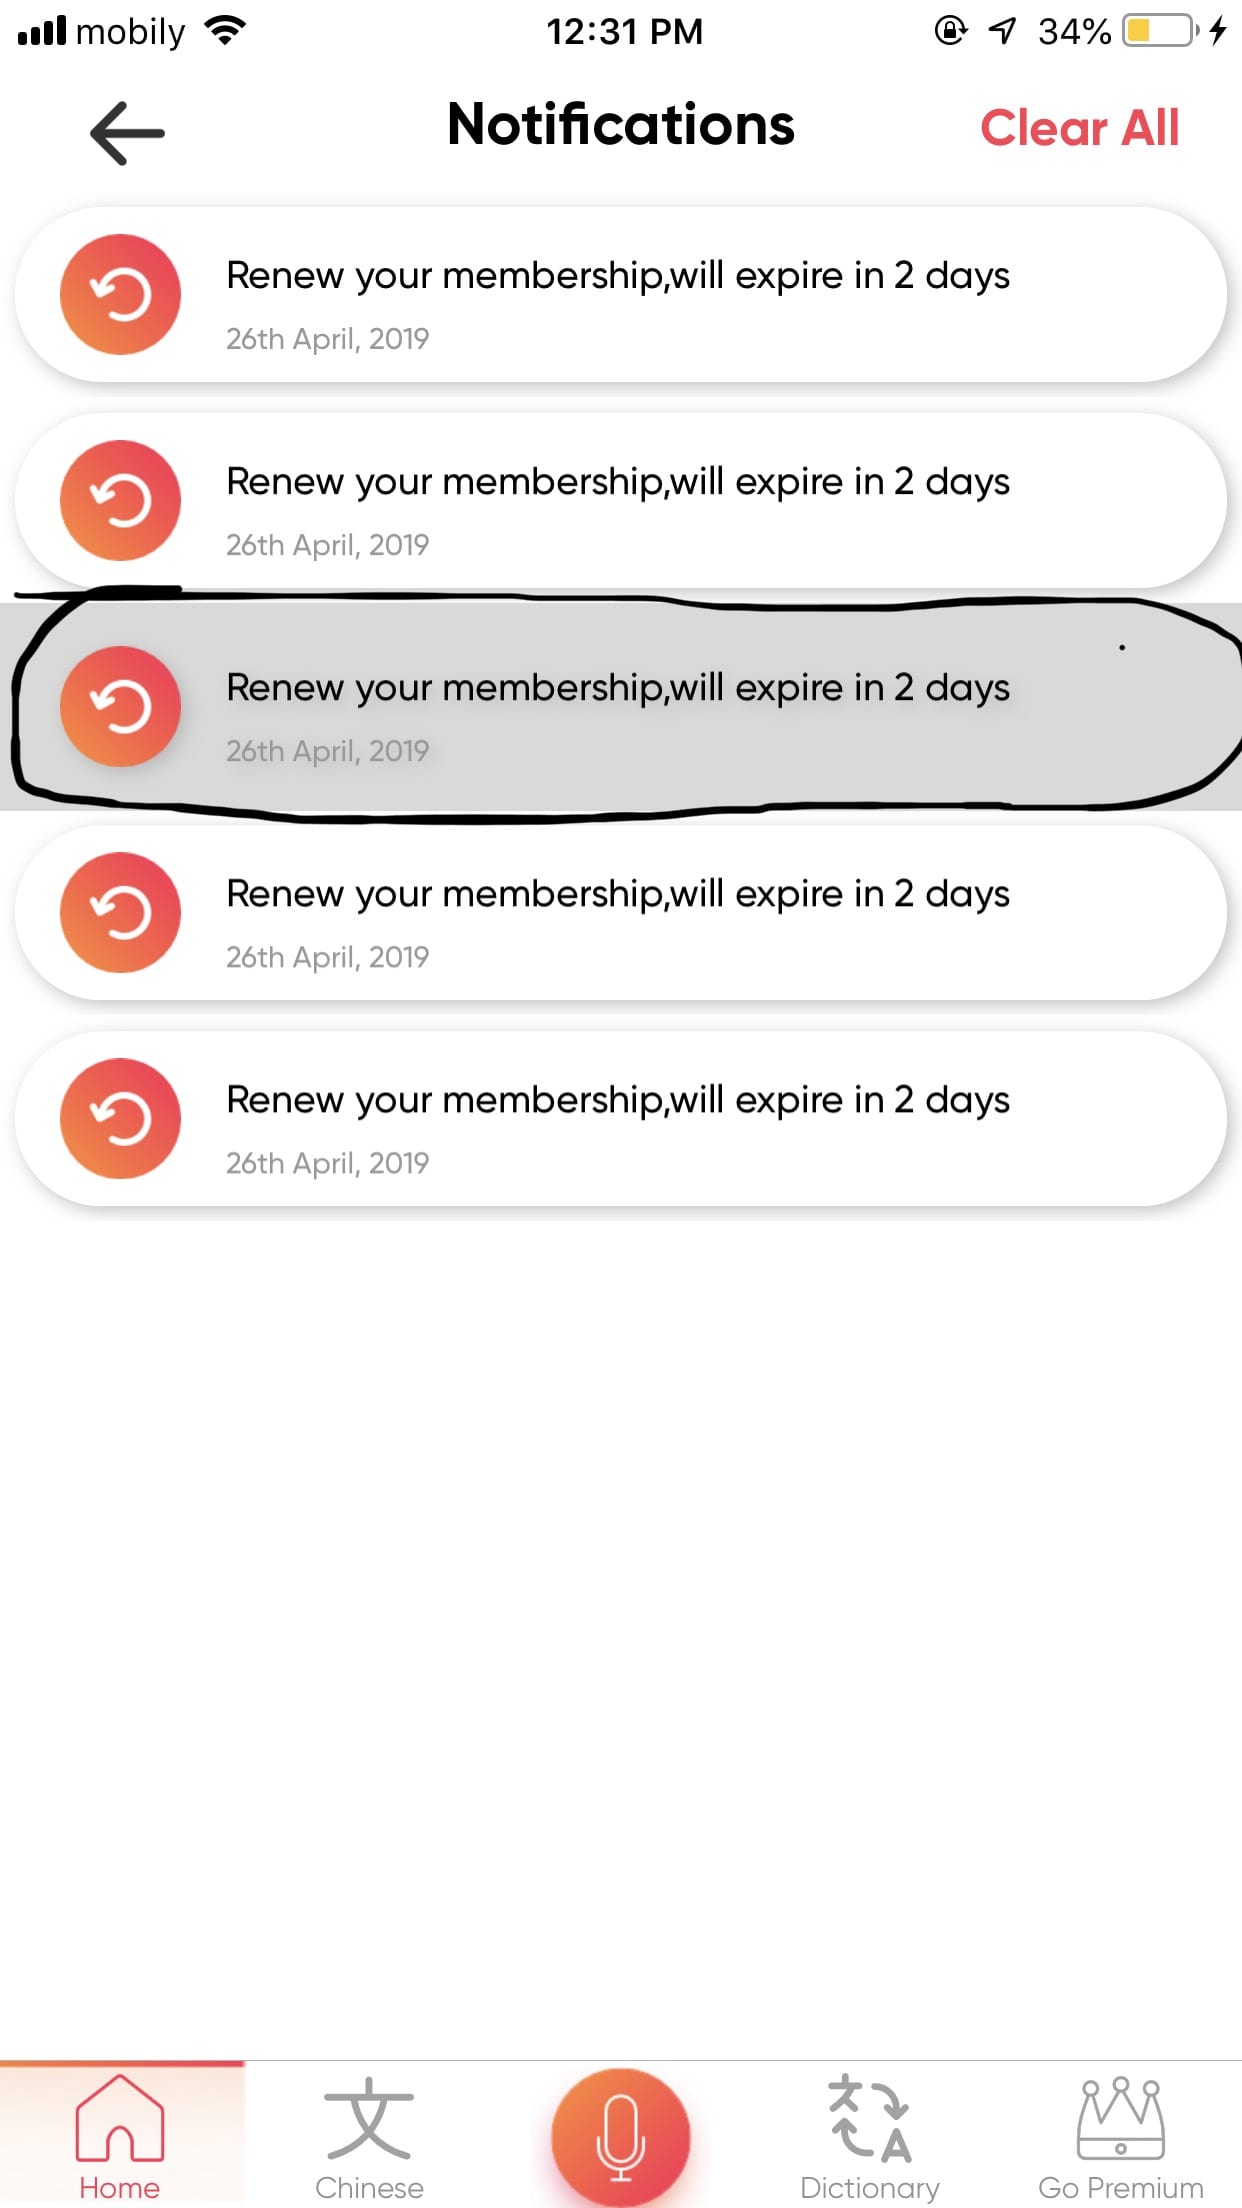 mobily 12:31 PM 34%
Notifications Clear All
Renew your membership,will expire in 2 days
26th April, 2019
Renew your membership,will expire in 2 days
26th April, 2019
Renew your membership,will expire in 2 days
26th April, 2019
Renew your membership,will expire in 2 days
26th April, 2019
Renew your membership,will expire in 2 days
26th April, 2019
文 文 A
Home Chinese Dictionary Go Premium